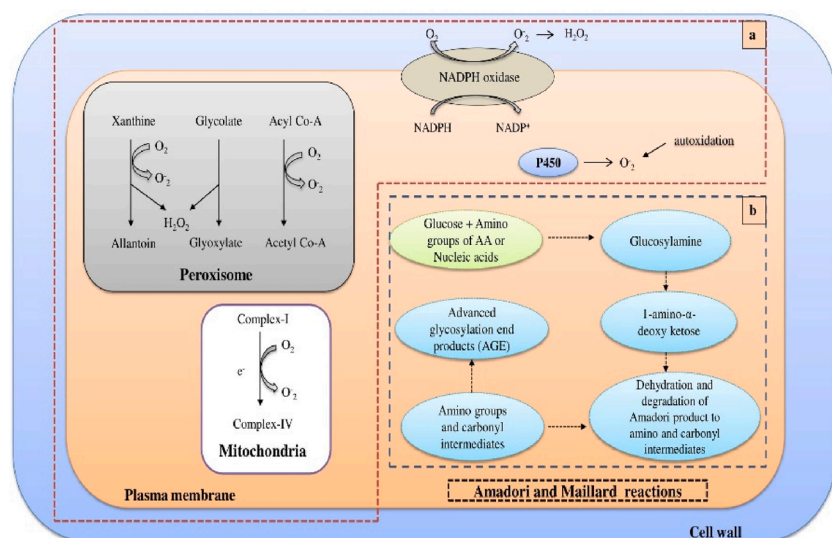 a
O₂
O⁻₂
H₂O₂
NADPH oxidase
NADPH
NADP⁺
Xanthine
Glycolate
Acyl Co-A
O₂
O⁻₂
O₂
O⁻₂
H₂O₂
Allantoin
Glyoxylate
Acetyl Co-A
Peroxisome
P450
O⁻₂
autoxidation
b
Glucose + Amino
groups of AA or
Nucleic acids
Glucosylamine
Advanced
glycosylation end
products (AGE)
1-amino-α-
deoxy ketose
Amino groups
and carbonyl
intermediates
Dehydration and
degradation of
Amadori product to
amino and carbonyl
intermediates
Complex-I
O₂
e⁻
O⁻₂
Complex-IV
Mitochondria
Plasma membrane
Amadori and Maillard reactions
Cell wall